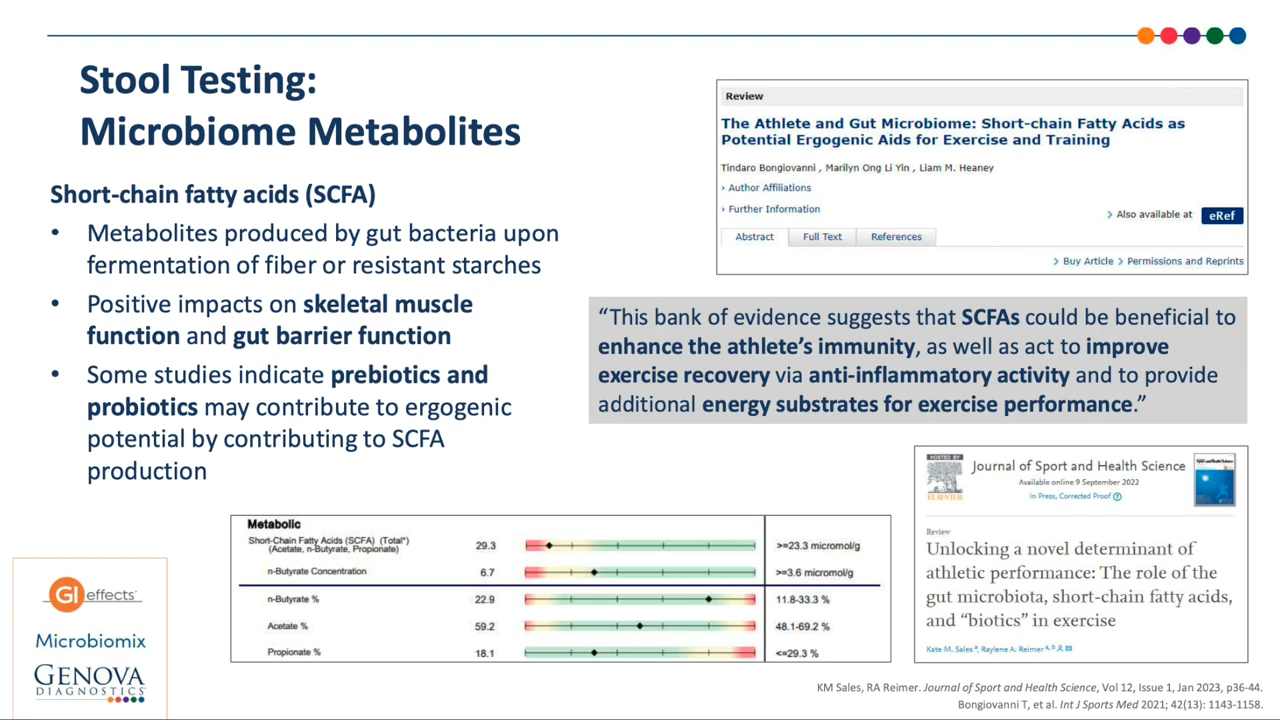 Stool Testing:
Microbiome Metabolites
Short-chain fatty acids (SCFA)
• Metabolites produced by gut bacteria upon
fermentation of fiber or resistant starches
• Positive impacts on skeletal muscle
function and gut barrier function
• Some studies indicate prebiotics and
probiotics may contribute to ergogenic
potential by contributing to SCFA
production
Review
The Athlete and Gut Microbiome: Short-chain Fatty Acids as
Potential Ergogenic Aids for Exercise and Training
Tindaro Bongiovanni , Marilyn Ong Li Yin , Liam M. Heaney
› Author Affiliations
› Further Information
› Also available at eRef
Abstract Full Text References
› Buy Article › Permissions and Reprints
“This bank of evidence suggests that SCFAs could be beneficial to
enhance the athlete’s immunity, as well as act to improve
exercise recovery via anti-inflammatory activity and to provide
additional energy substrates for exercise performance.”
Metabolic
Short-Chain Fatty Acids (SCFA) (Total*)
(Acetate, n-Butyrate, Propionate) 29.3 >=23.3 micromol/g
n-Butyrate Concentration 6.7 >=3.6 micromol/g
n-Butyrate % 22.9 11.8-33.3 %
Acetate % 59.2 48.1-69.2 %
Propionate % 18.1 <=29.3 %
HOSTED BY
ELSEVIER
Journal of Sport and Health Science
Available online 9 September 2022
In Press, Corrected Proof
Review
Unlocking a novel determinant of
athletic performance: The role of the
gut microbiota, short-chain fatty acids,
and “biotics” in exercise
Kate M. Sales a, Raylene A. Reimer a, b
GI effects
Microbiomix
GENOVA
DIAGNOSTICS
KM Sales, RA Reimer. Journal of Sport and Health Science, Vol 12, Issue 1, Jan 2023, p36-44.
Bongiovanni T, et al. Int J Sports Med 2021; 42(13): 1143-1158.